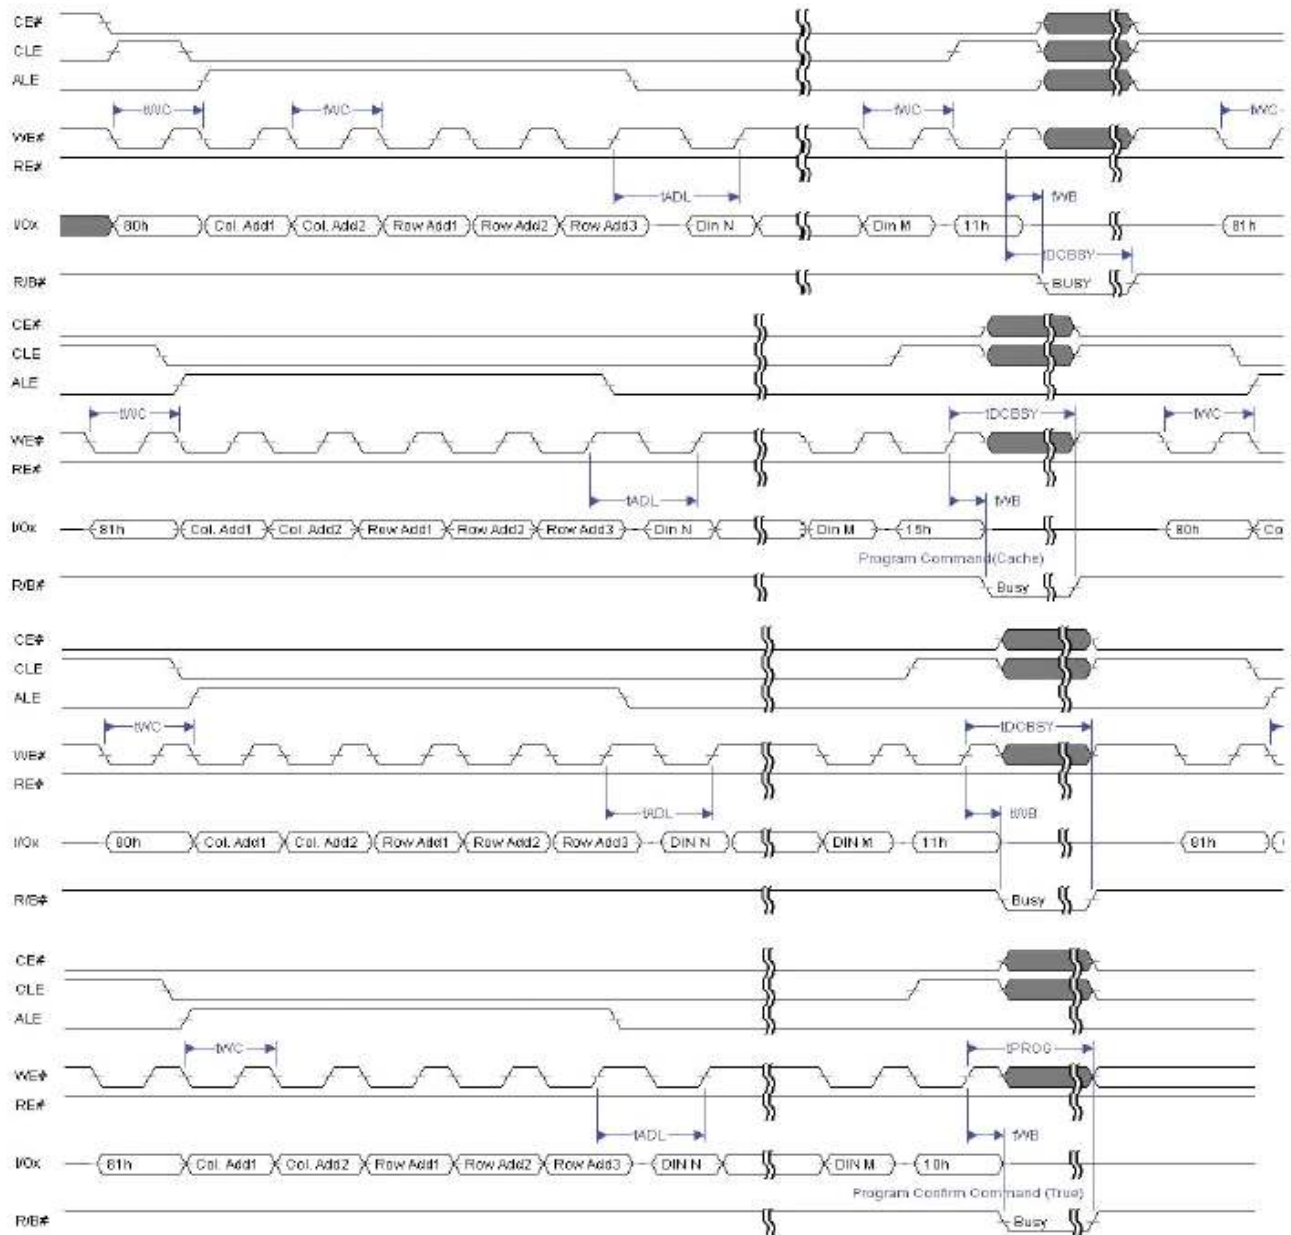 CE#
CLE
ALE
tWC tWC tWC tWC
WE#
RE#
tADL tWB
I/Ox 80h Col. Add1 Col. Add2 Row Add1 Row Add2 Row Add3 Din N Din M 11h 81h
tDCBSY
R/B# BUSY
CE#
CLE
ALE
tWC tDCBSY tWC
WE#
RE#
tADL tWB
I/Ox 81h Col. Add1 Col. Add2 Row Add1 Row Add2 Row Add3 Din N Din M 15h 80h Co
Program Command(Cache)
R/B# Busy
CE#
CLE
ALE
tWC tDCBSY
WE#
RE#
tADL tWB
I/Ox 80h Col. Add1 Col. Add2 Row Add1 Row Add2 Row Add3 DIN N DIN M 11h 81h
R/B# Busy
CE#
CLE
ALE
tWC tPROG
WE#
RE#
tADL tWB
I/Ox 81h Col. Add1 Col. Add2 Row Add1 Row Add2 Row Add3 DIN N DIN M 10h
Program Confirm Command (True)
R/B# Busy